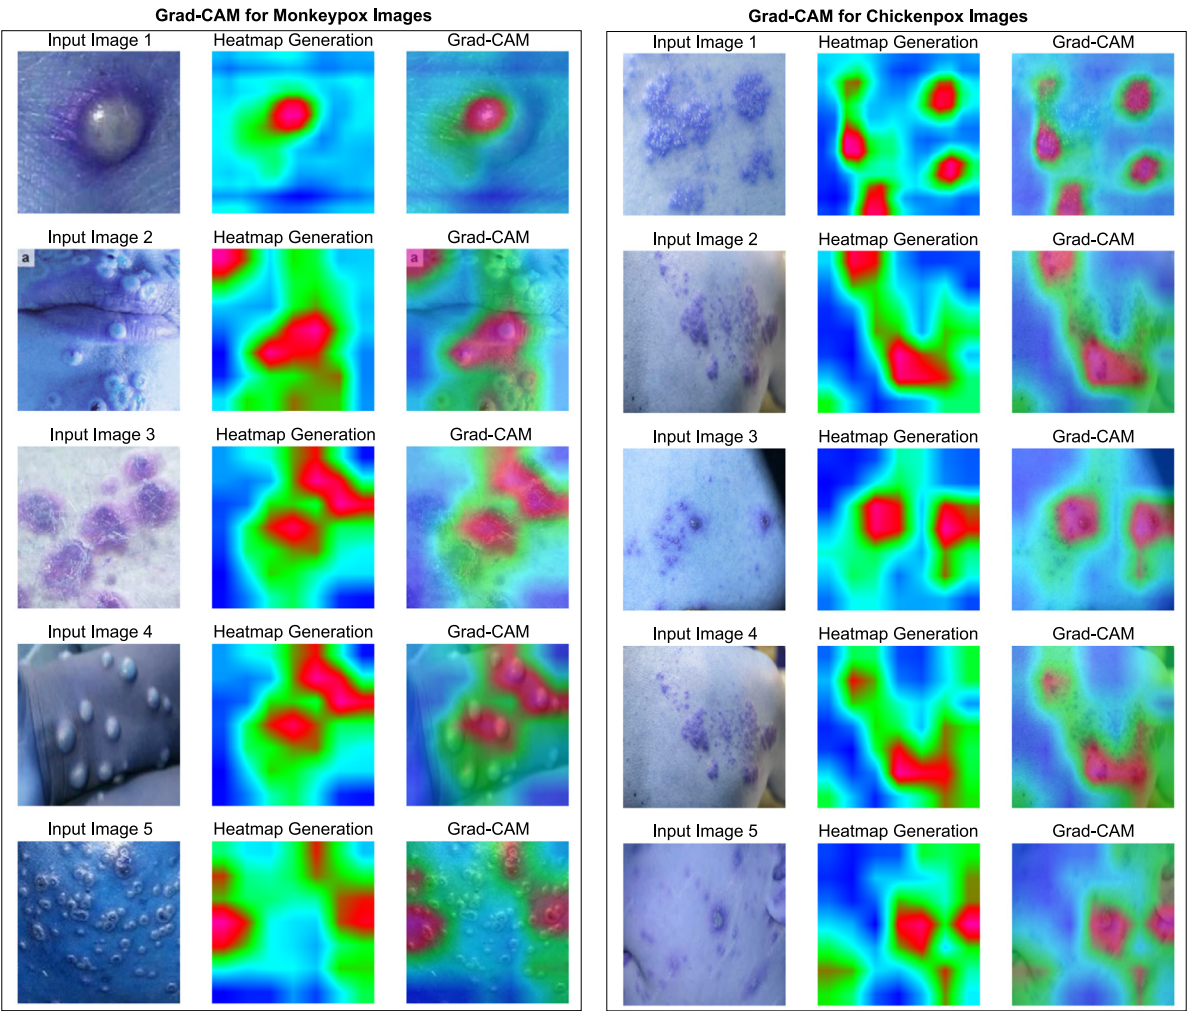 Grad-CAM for Monkeypox Images
Input Image 1 Heatmap Generation Grad-CAM
Input Image 2 Heatmap Generation Grad-CAM
a a
Input Image 3 Heatmap Generation Grad-CAM
Input Image 4 Heatmap Generation Grad-CAM
Input Image 5 Heatmap Generation Grad-CAM
Grad-CAM for Chickenpox Images
Input Image 1 Heatmap Generation Grad-CAM
Input Image 2 Heatmap Generation Grad-CAM
Input Image 3 Heatmap Generation Grad-CAM
Input Image 4 Heatmap Generation Grad-CAM
Input Image 5 Heatmap Generation Grad-CAM